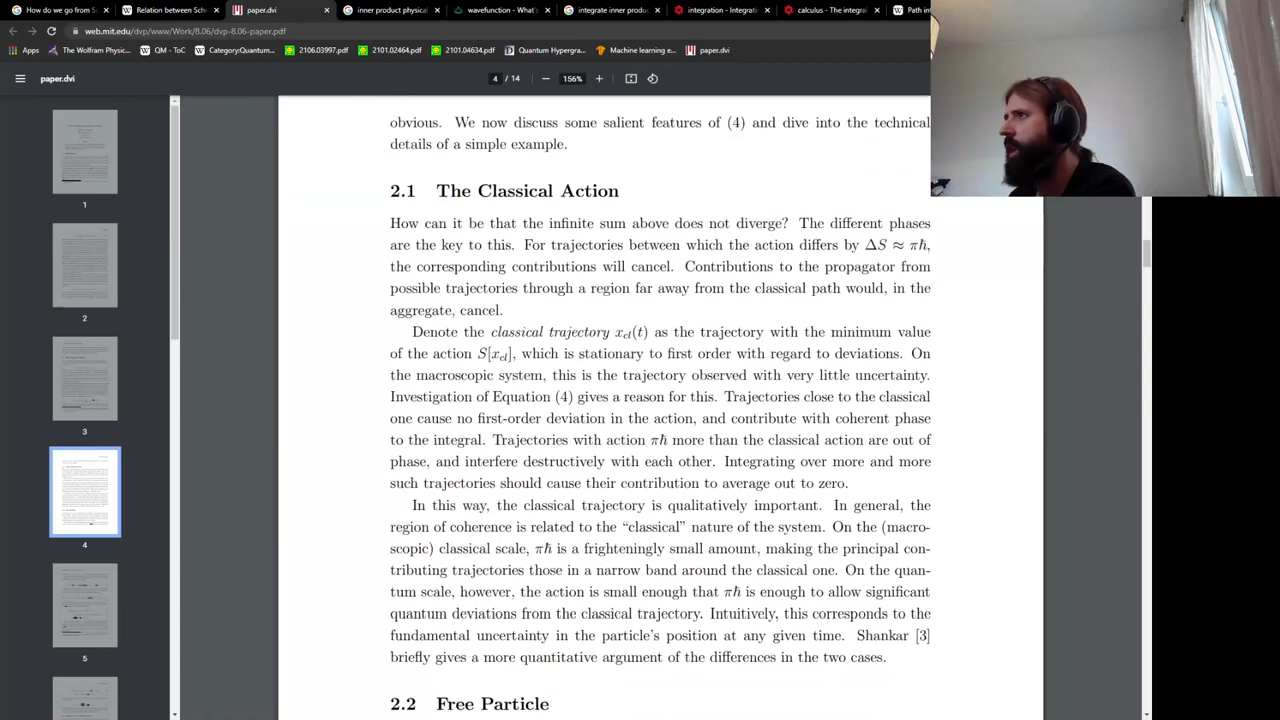 How do we go from S
Relation between Sch
paper.dvi
inner product physical
wavefunction - What's
integrate inner produc
integration - Integratin
calculus - The integral
Path int
web.mit.edu/dvp/www/Work/8.06/dvp-8.06-paper.pdf
Apps
The Wolfram Physic...
QM - ToC
Category:Quantum...
2106.03997.pdf
2101.02464.pdf
2101.04634.pdf
Quantum Hypergra...
Machine learning e...
paper.dvi
paper.dvi
4 / 14
156%
1
2
3
4
5
obvious. We now discuss some salient features of (4) and dive into the technical
details of a simple example.
2.1 The Classical Action
How can it be that the infinite sum above does not diverge? The different phases
are the key to this. For trajectories between which the action differs by ΔS ≈ πℏ,
the corresponding contributions will cancel. Contributions to the propagator from
possible trajectories through a region far away from the classical path would, in the
aggregate, cancel.
Denote the classical trajectory x_cl(t) as the trajectory with the minimum value
of the action which is stationary to first order with regard to deviations. On
the macroscopic system, this is the trajectory observed with very little uncertainty.
Investigation of Equation (4) gives a reason for this. Trajectories close to the classical
one cause no first-order deviation in the action, and contribute with coherent phase
to the integral. Trajectories with action πℏ more than the classical action are out of
phase, and interfere destructively with each other. Integrating over more and more
such trajectories should cause their contribution to average out to zero.
In this way, the classical trajectory is qualitatively important. In general, the
region of coherence is related to the “classical” nature of the system. On the (macro-
scopic) classical scale, πℏ is a frighteningly small amount, making the principal con-
tributing trajectories those in a narrow band around the classical one. On the quan-
tum scale, however, the action is small enough that πℏ is enough to allow significant
quantum deviations from the classical trajectory. Intuitively, this corresponds to the
fundamental uncertainty in the particle's position at any given time. Shankar [3]
briefly gives a more quantitative argument of the differences in the two cases.
2.2 Free Particle